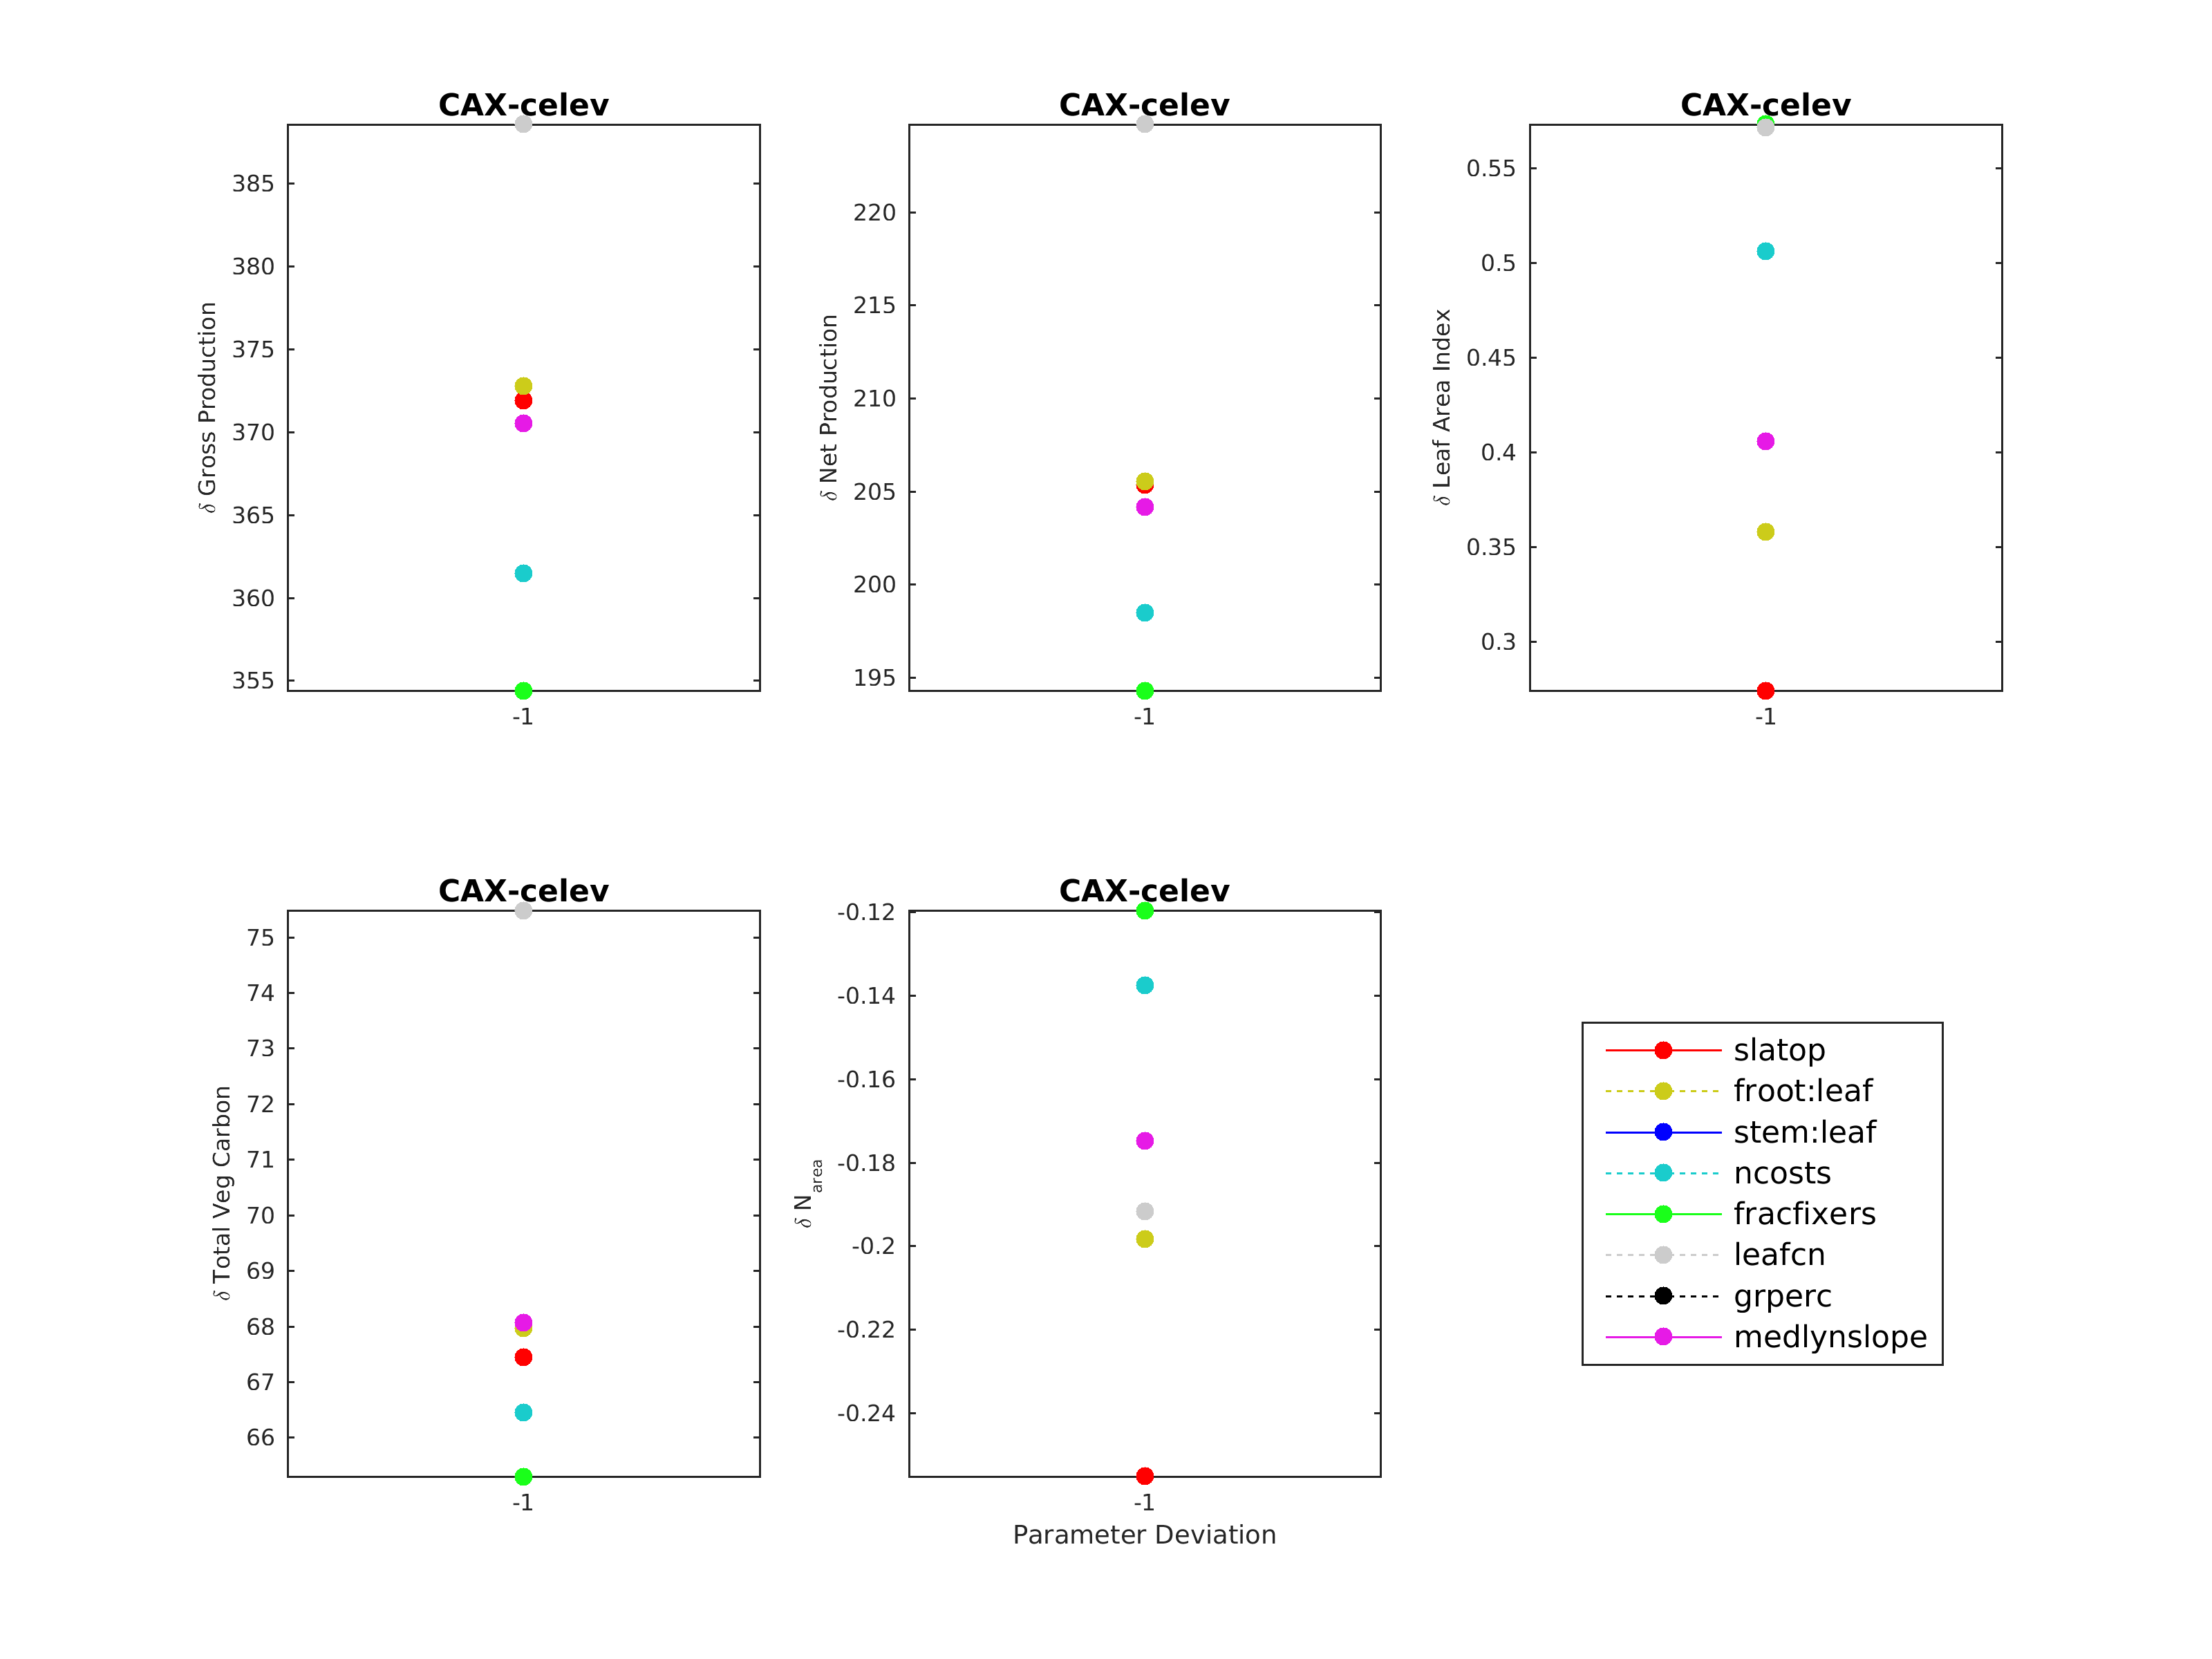 CAX-celev
δ Gross Production
385
380
375
370
365
360
355
-1
CAX-celev
δ Net Production
220
215
210
205
200
195
-1
CAX-celev
δ Leaf Area Index
0.55
0.5
0.45
0.4
0.35
0.3
-1
CAX-celev
δ Total Veg Carbon
75
74
73
72
71
70
69
68
67
66
-1
CAX-celev
δ Narea
-0.12
-0.14
-0.16
-0.18
-0.2
-0.22
-0.24
-1
Parameter Deviation
slatop
froot:leaf
stem:leaf
ncosts
fracfixers
leafcn
grperc
medlynslope